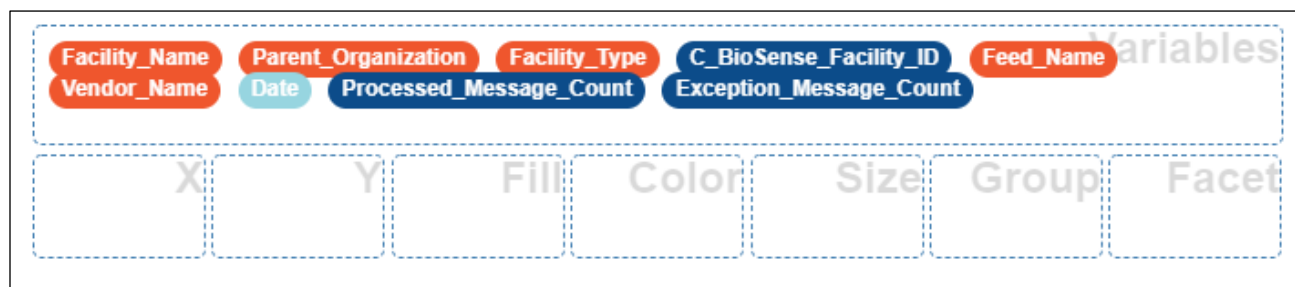 Variables
Facility_Name Parent_Organization Facility_Type C_BioSense_Facility_ID Feed_Name
Vendor_Name Date Processed_Message_Count Exception_Message_Count
X Y Fill Color Size Group Facet